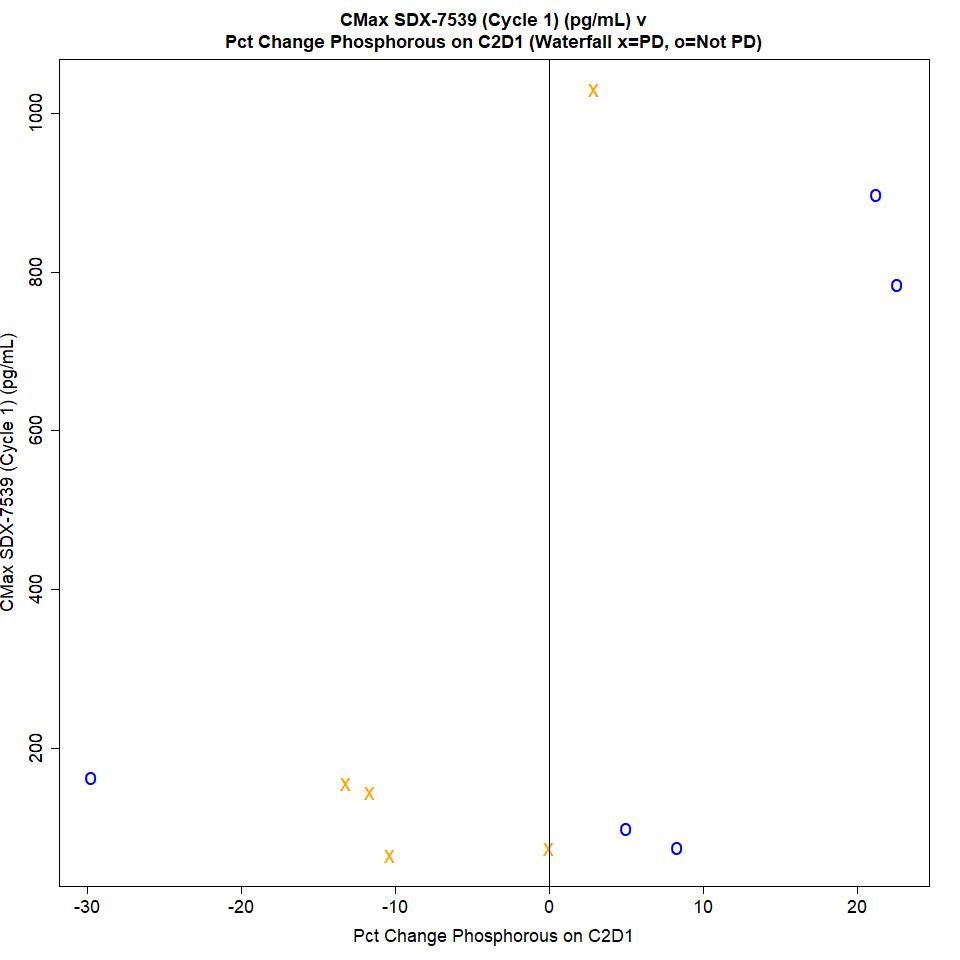 CMax SDX-7539 (Cycle 1) (pg/mL) v
Pct Change Phosphorous on C2D1 (Waterfall x=PD, o=Not PD)
CMax SDX-7539 (Cycle 1) (pg/mL)
1000
800
600
400
200
X
O
O
O
X
X
X
X
O
O
-30
-20
-10
0
10
20
Pct Change Phosphorous on C2D1